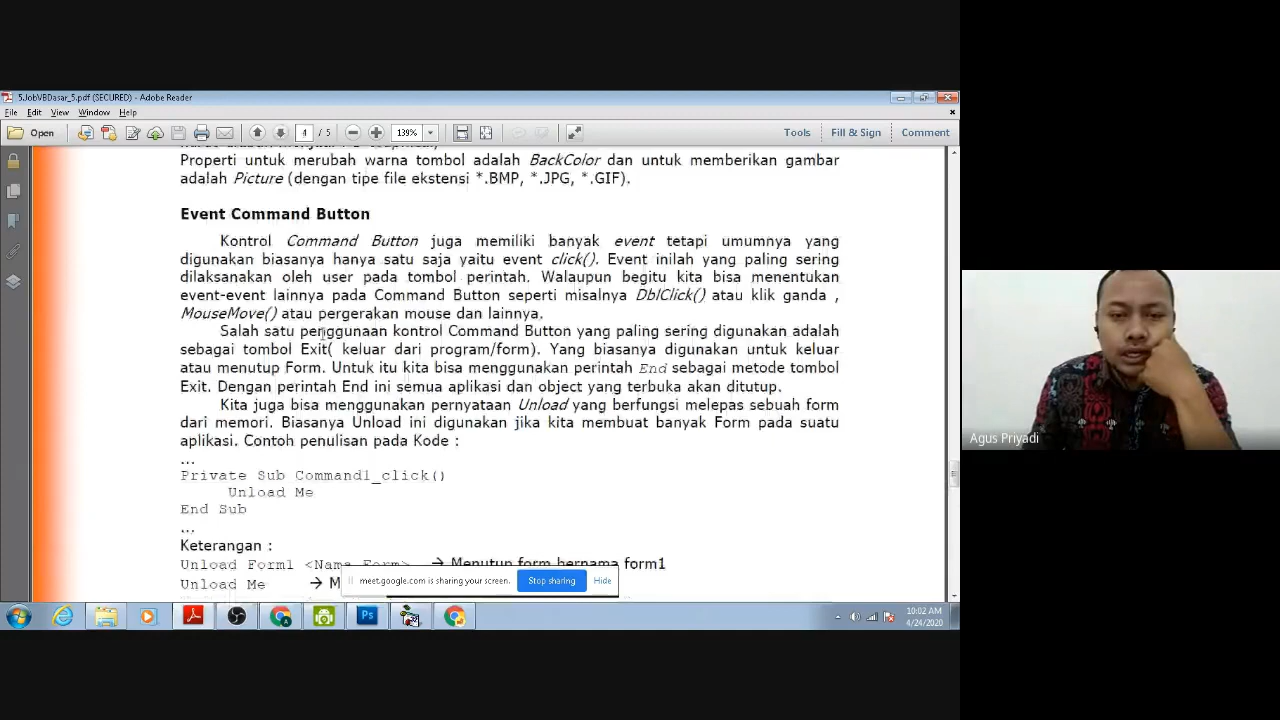 5.JobVBDasar_5.pdf (SECURED) - Adobe Reader
File Edit View Window Help
Open 4 / 5 139% Tools Fill & Sign Comment
Properti untuk merubah warna tombol adalah BackColor dan untuk memberikan gambar
adalah Picture (dengan tipe file ekstensi *.BMP, *.JPG, *.GIF).
Event Command Button
Kontrol Command Button juga memiliki banyak event tetapi umumnya yang
digunakan biasanya hanya satu saja yaitu event click(). Event inilah yang paling sering
dilaksanakan oleh user pada tombol perintah. Walaupun begitu kita bisa menentukan
event-event lainnya pada Command Button seperti misalnya DblClick() atau klik ganda ,
MouseMove() atau pergerakan mouse dan lainnya.
Salah satu penggunaan kontrol Command Button yang paling sering digunakan adalah
sebagai tombol Exit( keluar dari program/form). Yang biasanya digunakan untuk keluar
atau menutup Form. Untuk itu kita bisa menggunakan perintah End sebagai metode tombol
Exit. Dengan perintah End ini semua aplikasi dan object yang terbuka akan ditutup.
Kita juga bisa menggunakan pernyataan Unload yang berfungsi melepas sebuah form
dari memori. Biasanya Unload ini digunakan jika kita membuat banyak Form pada suatu
aplikasi. Contoh penulisan pada Kode :
...
Private Sub Command1_click()
Unload Me
End Sub
...
Keterangan :
Unload Form1 <Nama Form> → Menutup form bernama form1
Unload Me → M
meet.google.com is sharing your screen. Stop sharing Hide
Ps
10:02 AM
4/24/2020
Agus Priyadi